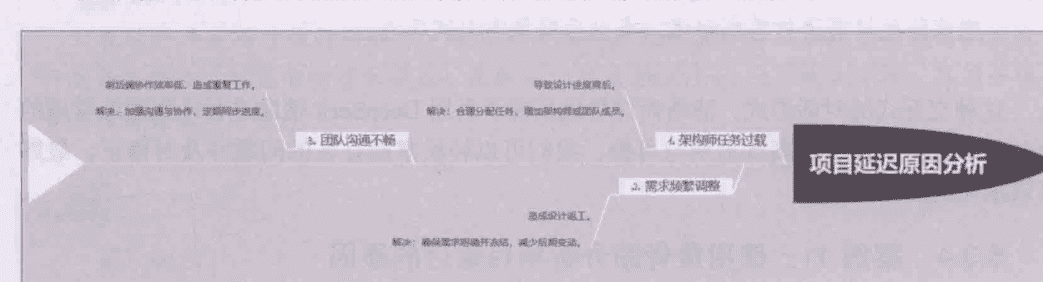 前后端协作效率低，造成重复工作。
解决：加强沟通与协作，定期同步进度。
3. 团队沟通不畅
导致设计进度滞后。
解决：合理分配任务，增加架构师或团队成员。
1. 架构师任务过载
项目延迟原因分析
2. 需求频繁调整
造成设计返工。
解决：确保需求明确并冻结，减少后期变动。